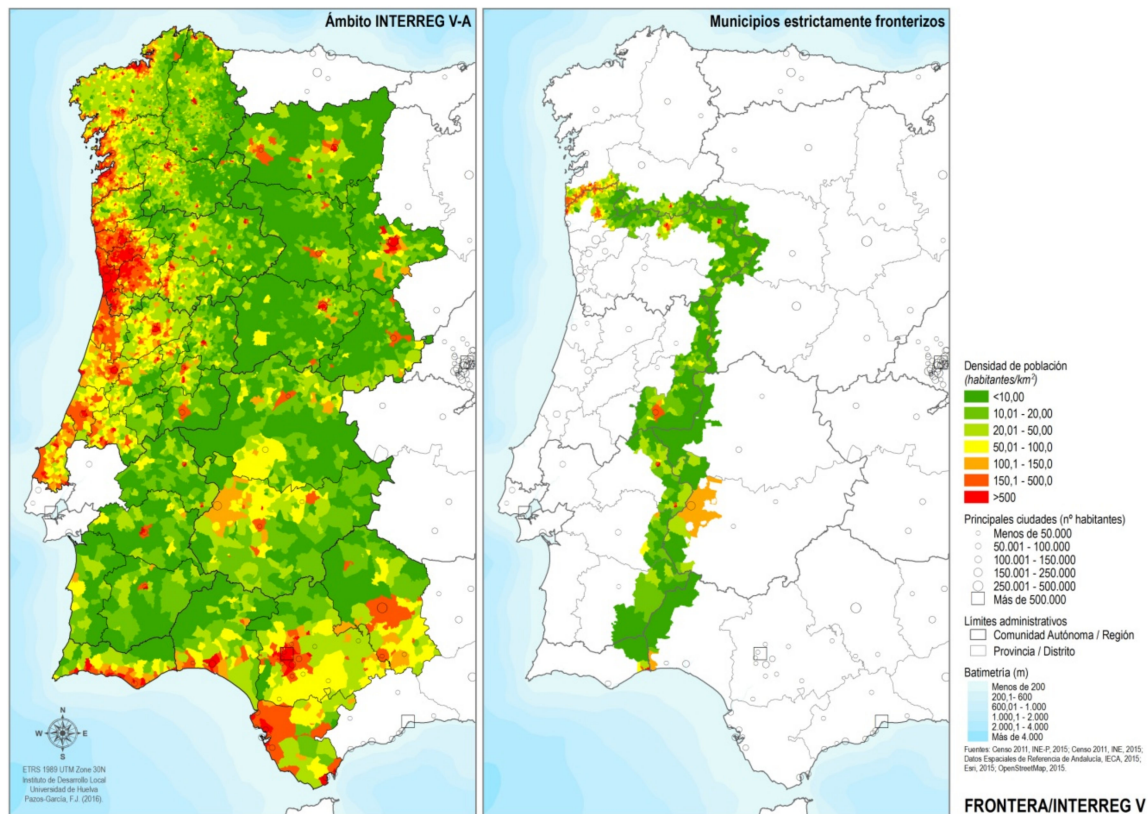 Ámbito INTERREG V-A
Municipios estrictamente fronterizos
N
W
E
S
ETRS 1989 UTM Zone 30N
Instituto de Desarrollo Local
Universidad de Huelva
Pazos-García, F.J. (2016)
Densidad de población
(habitantes/km²)
<10,00
10,01 - 20,00
20,01 - 50,00
50,01 - 100,0
100,1 - 150,0
150,1 - 500,0
>500
Principales ciudades (nº habitantes)
Menos de 50.000
50.001 - 100.000
100.001 - 150.000
150.001 - 250.000
250.001 - 500.000
Más de 500.000
Límites administrativos
Comunidad Autónoma / Región
Provincia / Distrito
Batimetría (m)
Menos de 200
200,1- 600
600,01 - 1.000
1.000,1 - 2.000
2.000,1 - 4.000
Más de 4.000
Fuentes: Censo 2011, INE-P, 2015; Censo 2011, INE, 2015;
Datos Espaciales de Referencia de Andalucía, IECA, 2015;
Esri, 2015; OpenStreetMap, 2015.
FRONTERA/INTERREG V